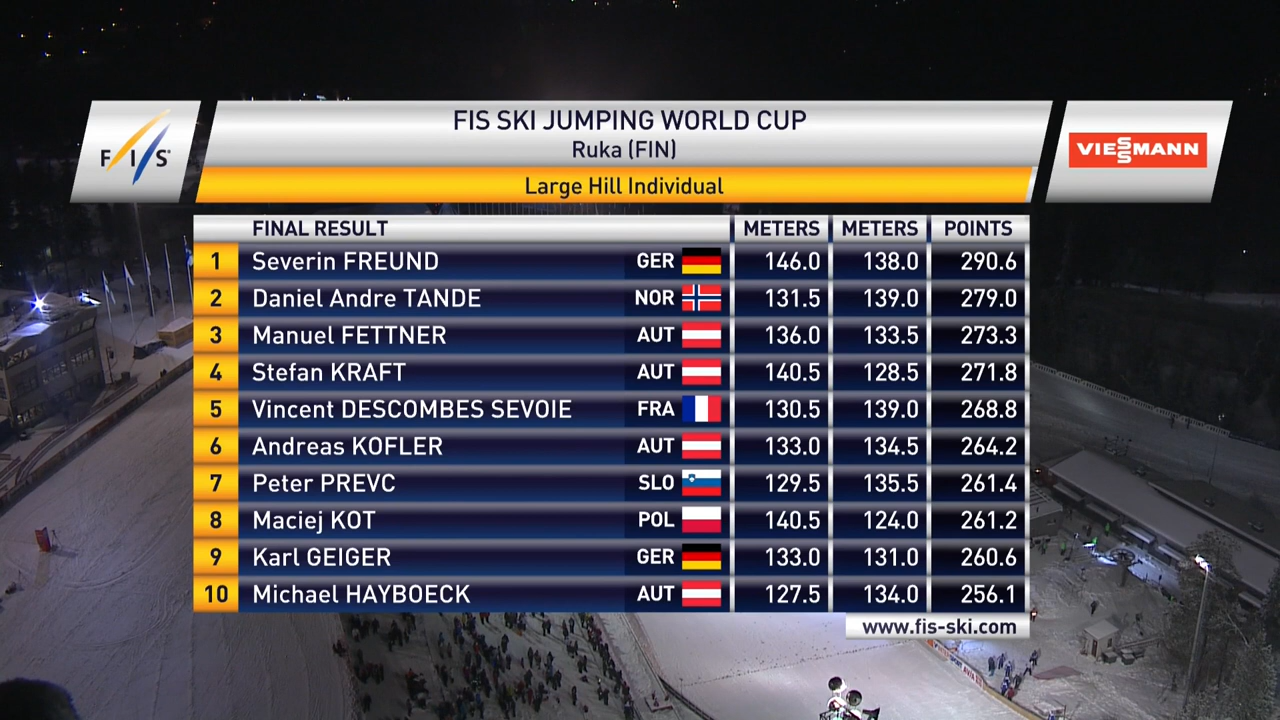 FIS SKI JUMPING WORLD CUP
FIS
Ruka (FIN)
VIESSMANN
Large Hill Individual
FINAL RESULT METERS METERS POINTS
1 Severin FREUND GER 146.0 138.0 290.6
2 Daniel Andre TANDE NOR 131.5 139.0 279.0
3 Manuel FETTNER AUT 136.0 133.5 273.3
4 Stefan KRAFT AUT 140.5 128.5 271.8
5 Vincent DESCOMBES SEVOIE FRA 130.5 139.0 268.8
6 Andreas KOFLER AUT 133.0 134.5 264.2
7 Peter PREVC SLO 129.5 135.5 261.4
8 Maciej KOT POL 140.5 124.0 261.2
9 Karl GEIGER GER 133.0 131.0 260.6
10 Michael HAYBOECK AUT 127.5 134.0 256.1
www.fis-ski.com